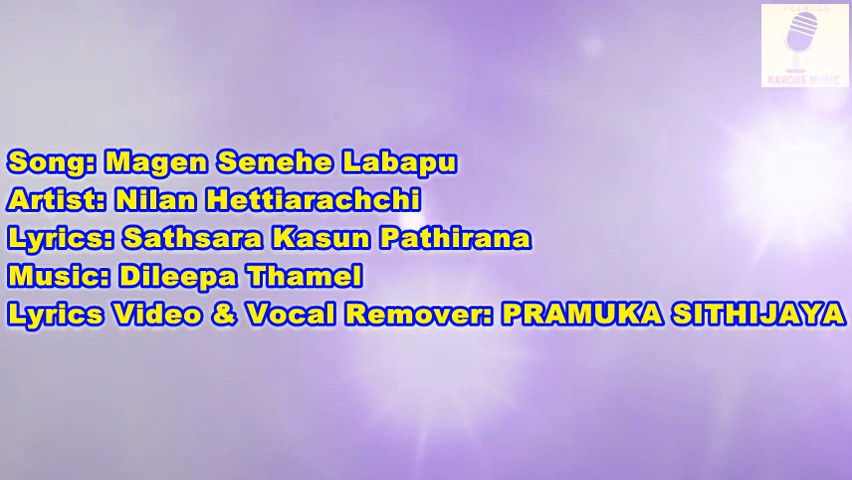 PRAMUKA
KAROKE MUSIC
Song: Magen Senehe Labapu
Artist: Nilan Hettiarachchi
Lyrics: Sathsara Kasun Pathirana
Music: Dileepa Thamel
Lyrics Video & Vocal Remover: PRAMUKA SITHIJAYA